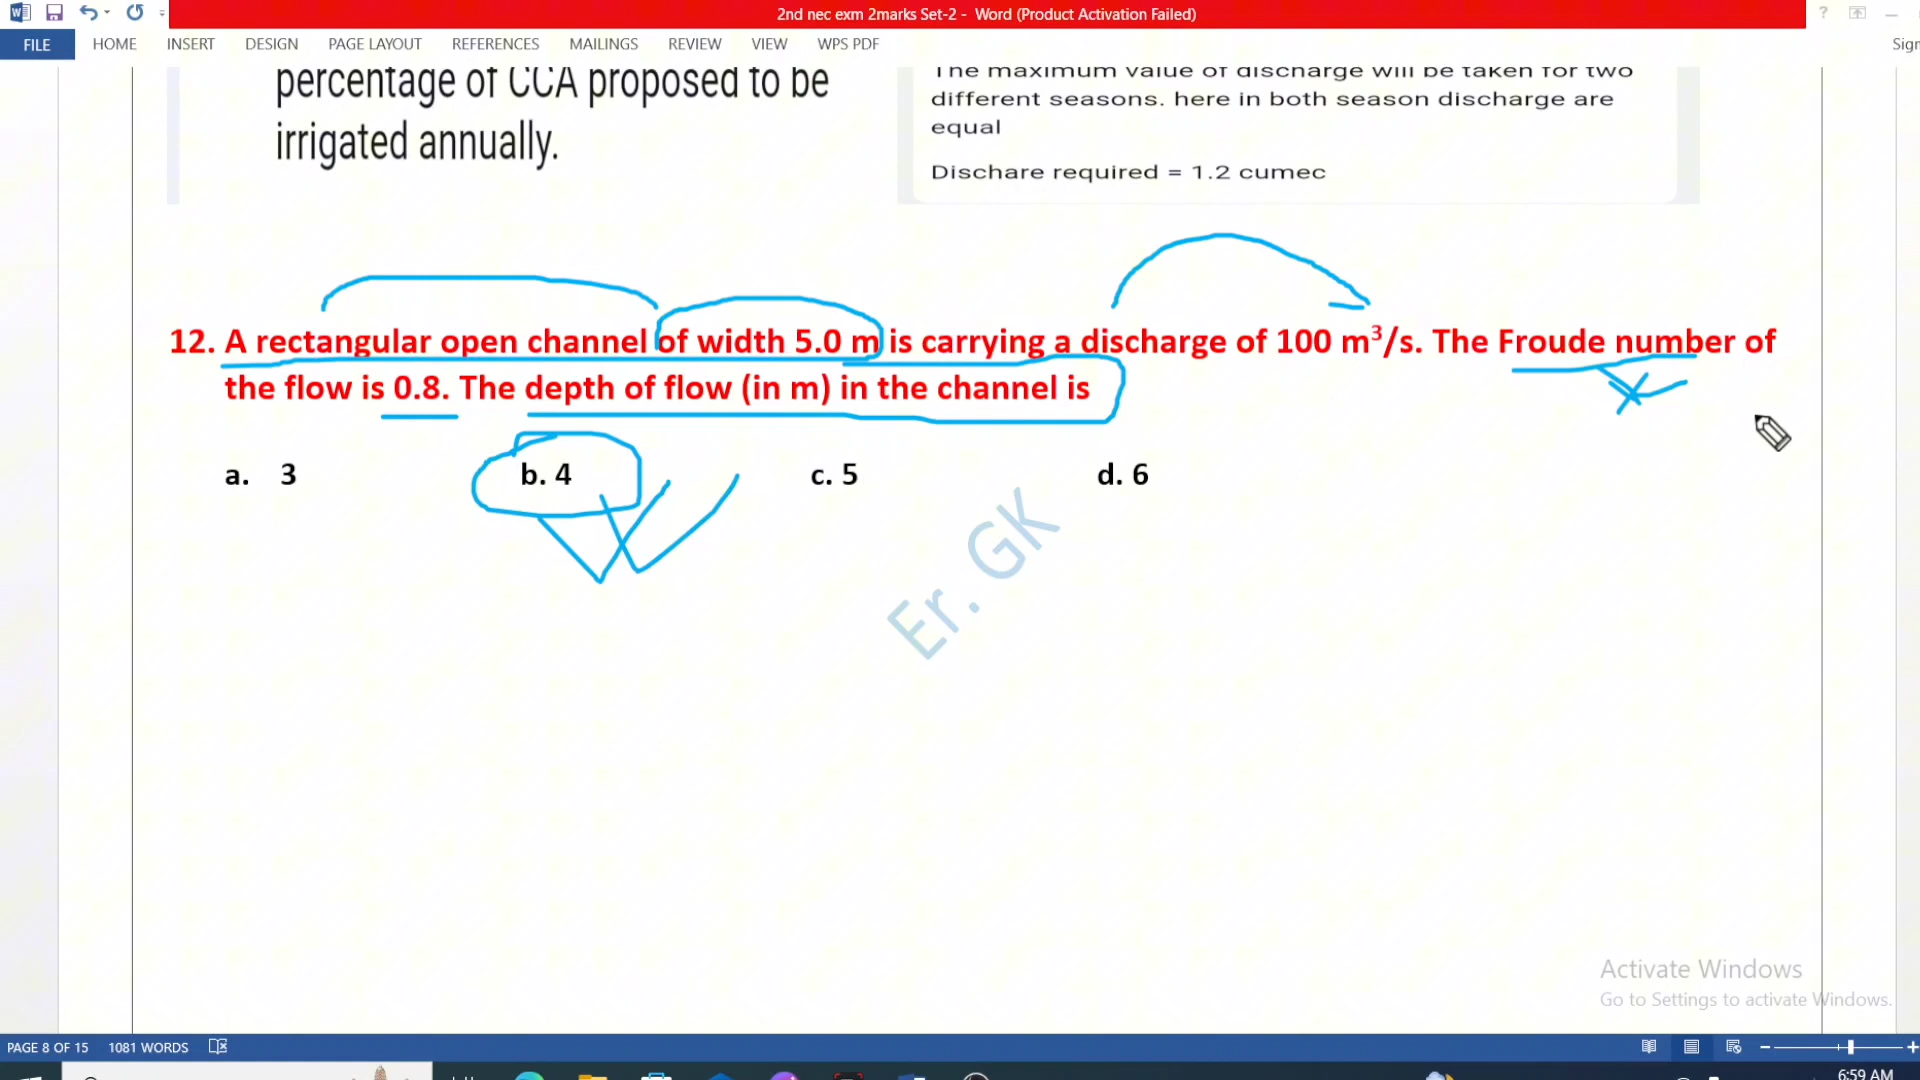 2nd nec exm 2marks Set-2 - Word (Product Activation Failed)
?
FILE HOME INSERT DESIGN PAGE LAYOUT REFERENCES MAILINGS REVIEW VIEW WPS PDF
percentage of CCA proposed to be
irrigated annually.
The maximum value of discharge will be taken for two
different seasons. here in both season discharge are
equal
Dischare required = 1.2 cumec
12. A rectangular open channel of width 5.0 m is carrying a discharge of 100 m³/s. The Froude number of
the flow is 0.8. The depth of flow (in m) in the channel is
a. 3 b. 4 c. 5 d. 6
Er. GK
Activate Windows
Go to Settings to activate Windows.
PAGE 8 OF 15 1081 WORDS
6:59 AM